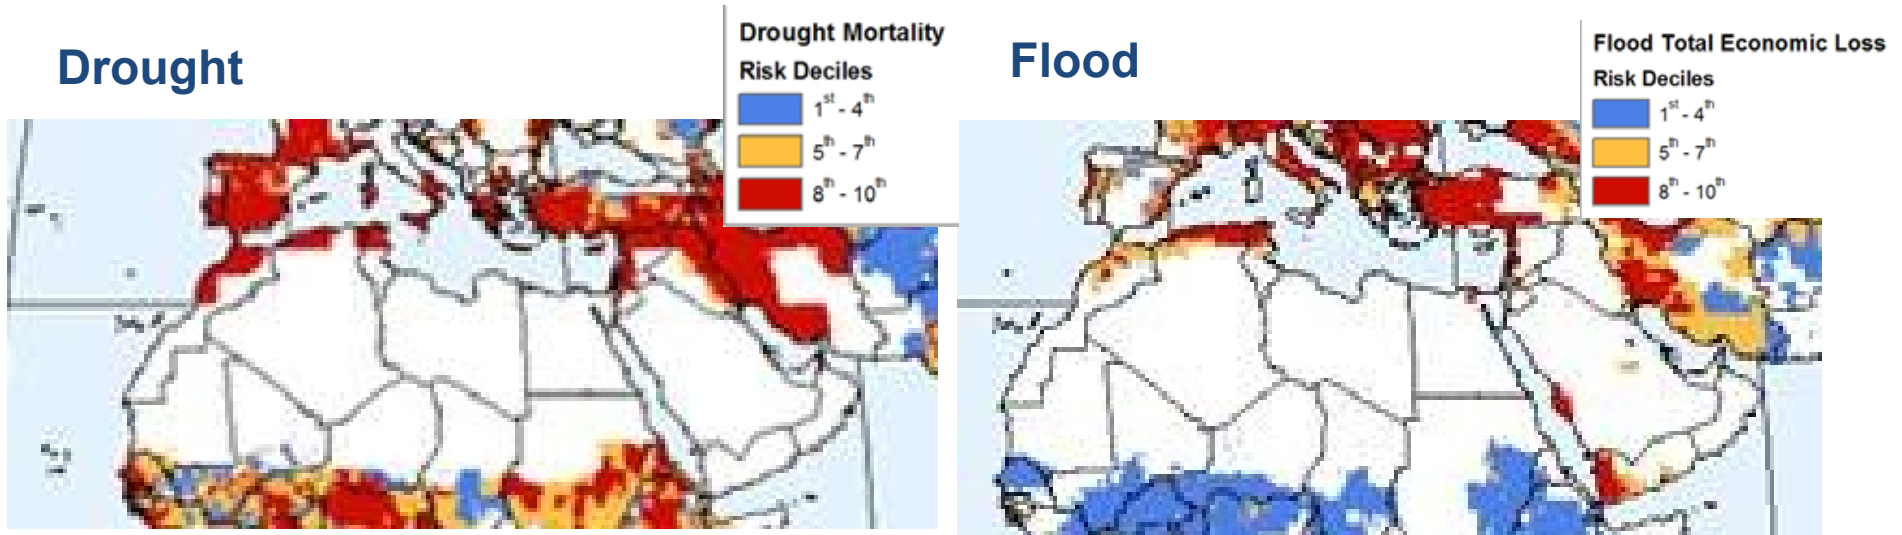 Drought
Drought Mortality
Risk Deciles
1st - 4th
5th - 7th
8th - 10th
Flood
Flood Total Economic Loss
Risk Deciles
1st - 4th
5th - 7th
8th - 10th